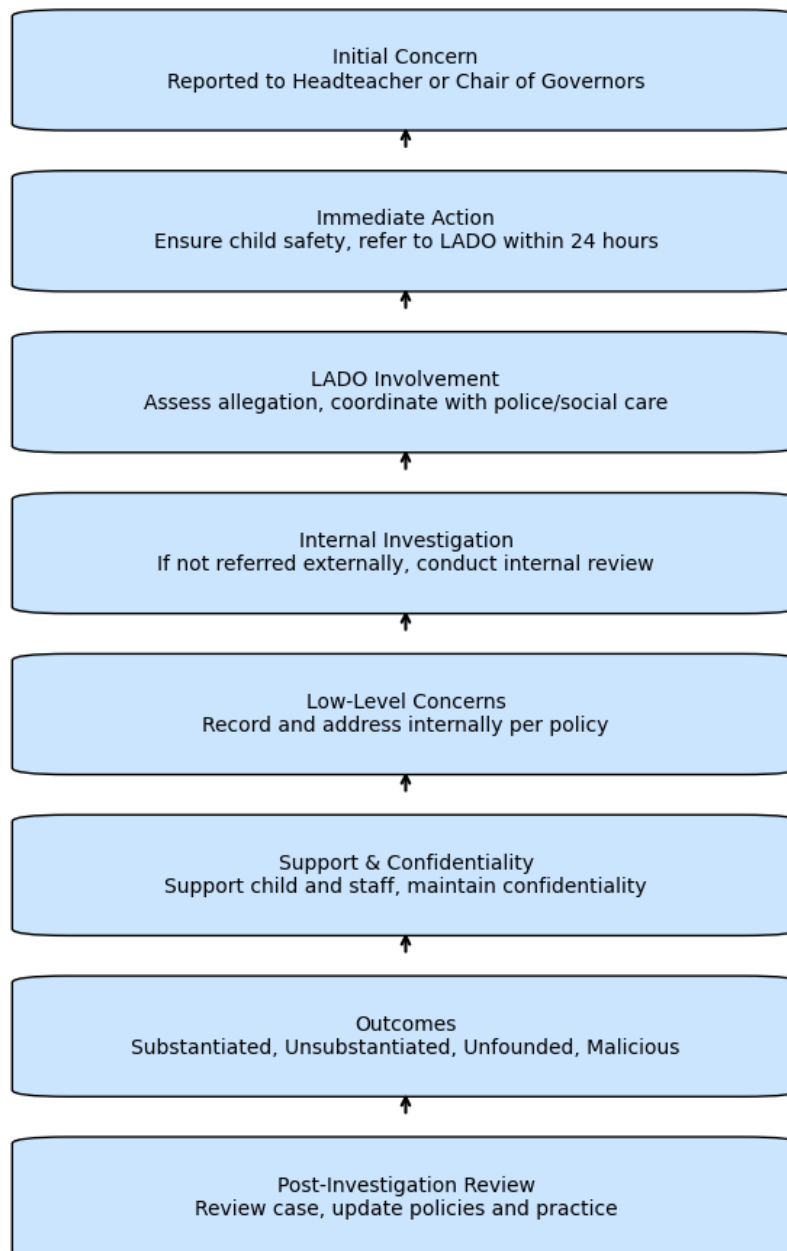 Initial Concern
Reported to Headteacher or Chair of Governors
Immediate Action
Ensure child safety, refer to LADO within 24 hours
LADO Involvement
Assess allegation, coordinate with police/social care
Internal Investigation
If not referred externally, conduct internal review
Low-Level Concerns
Record and address internally per policy
Support & Confidentiality
Support child and staff, maintain confidentiality
Outcomes
Substantiated, Unsubstantiated, Unfounded, Malicious
Post-Investigation Review
Review case, update policies and practice